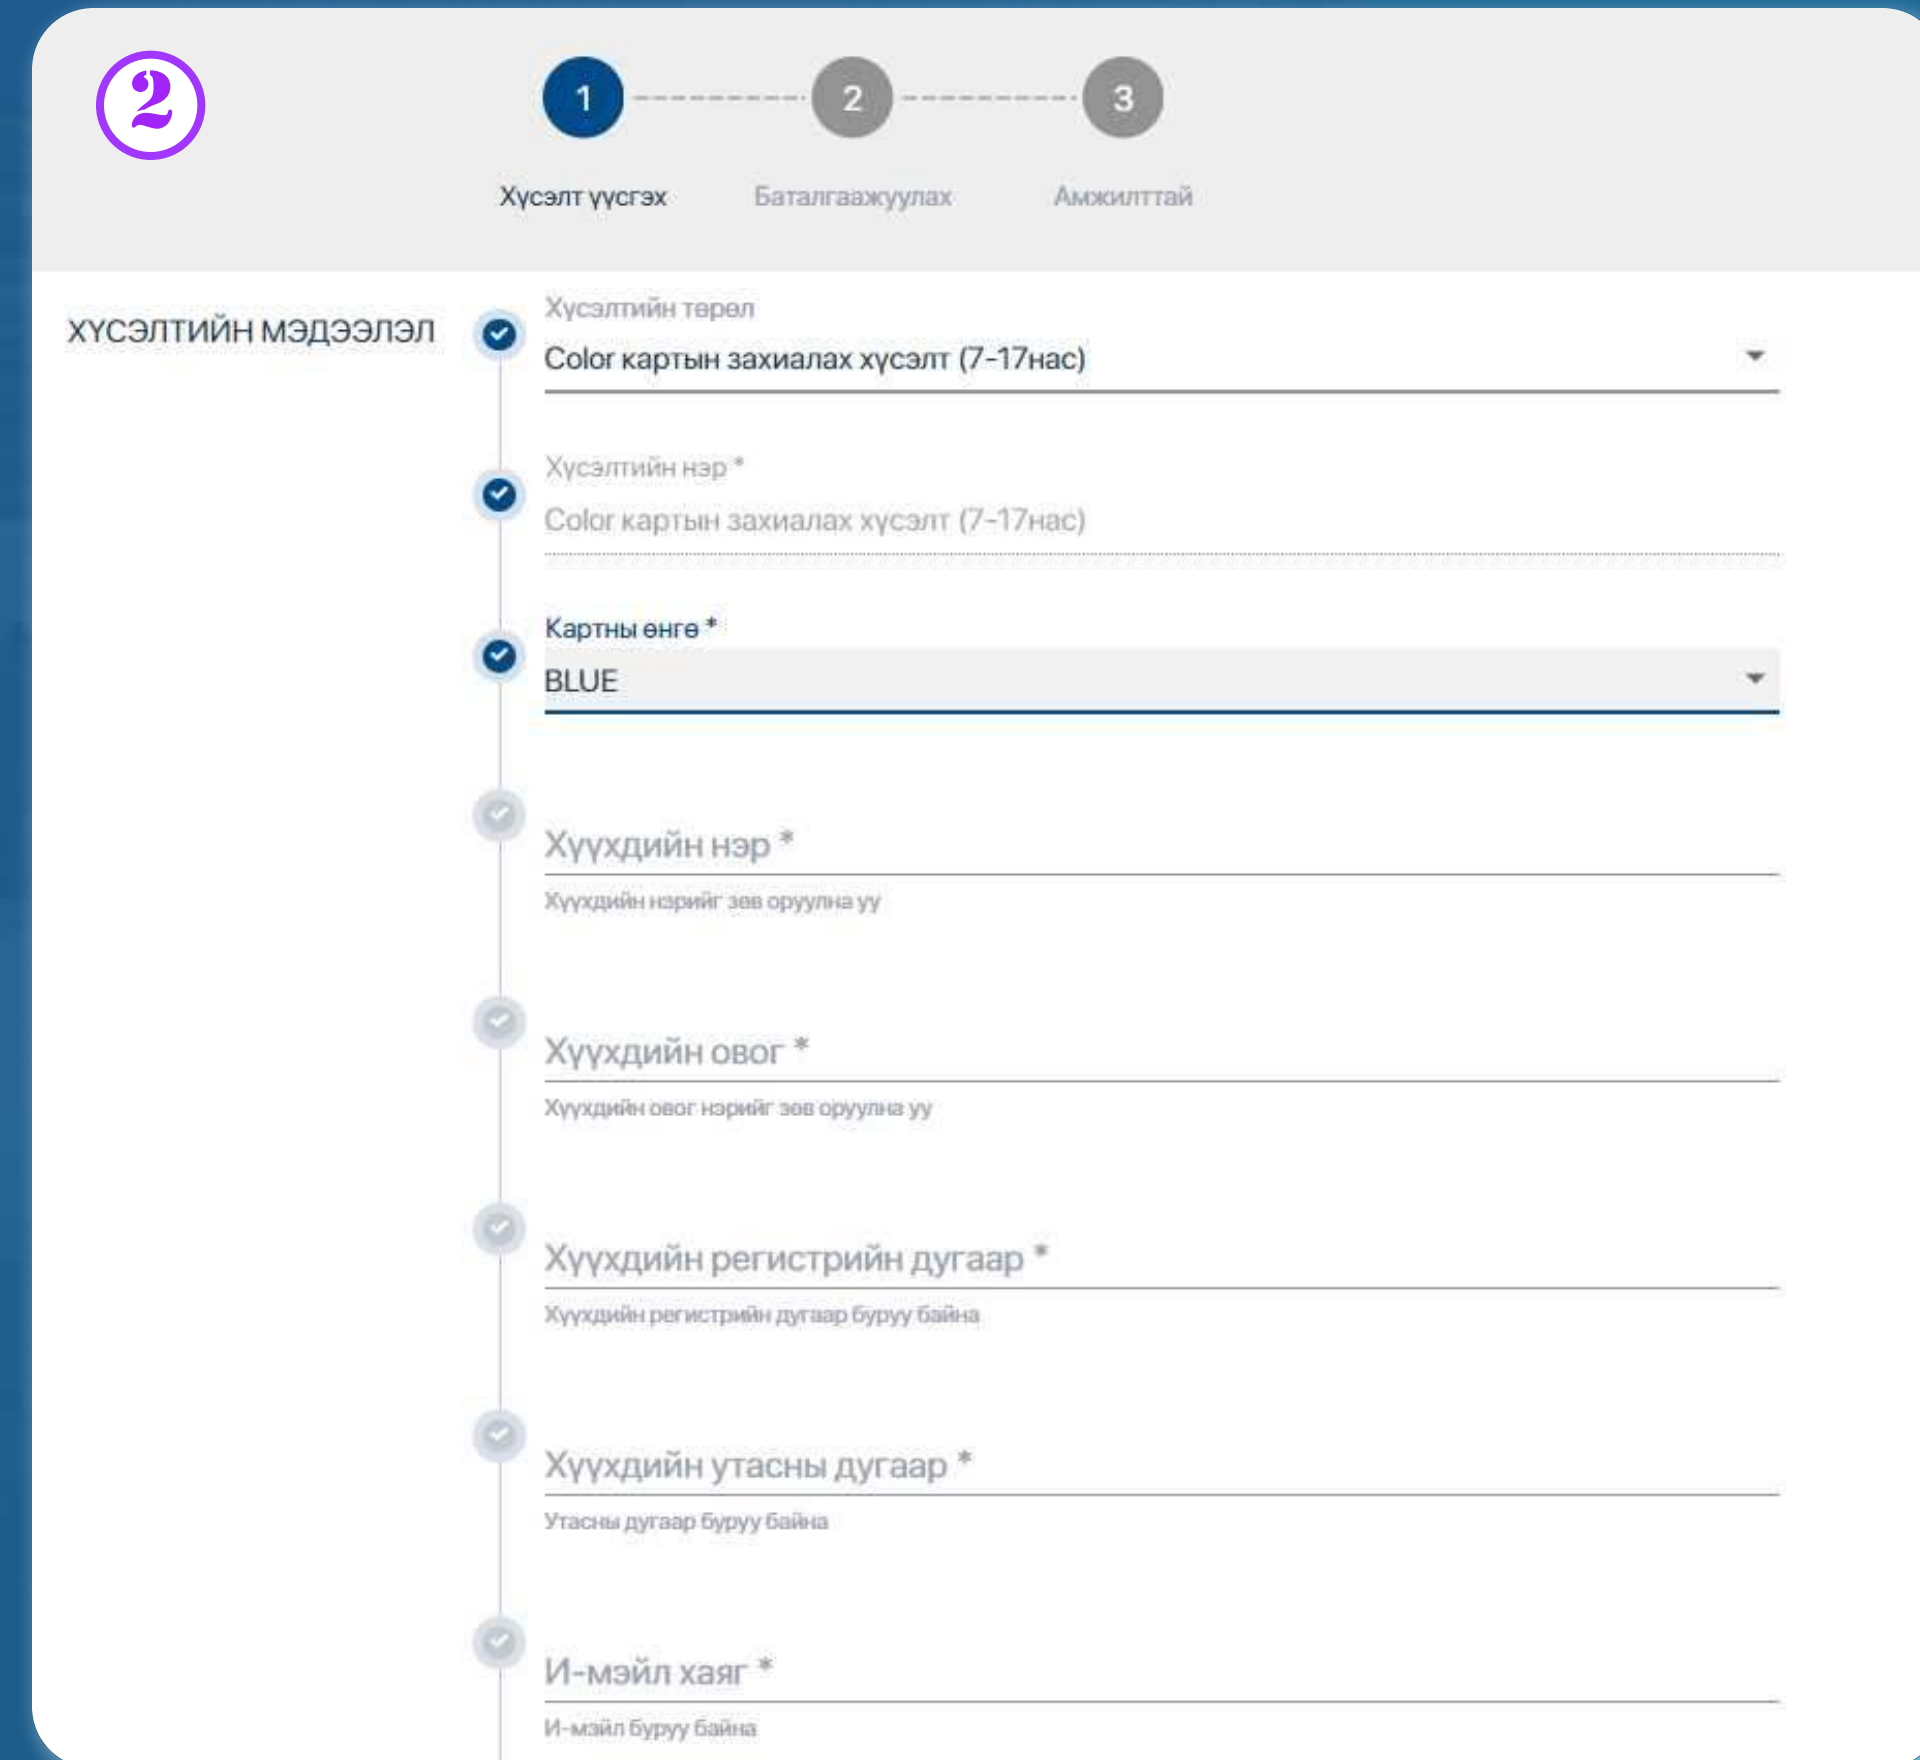 2
1
2
3
Хүсэлт үүсгэх
Баталгаажуулах
Амжилттай
ХҮСЭЛТИЙН МЭДЭЭЛЭЛ
Хүсэлтийн төрөл
Color картын захиалах хүсэлт (7-17нас)
Хүсэлтийн нэр *
Color картын захиалах хүсэлт (7-17нас)
Картны өнгө *
BLUE
Хүүхдийн нэр *
Хүүхдийн нэрийг зөв оруулна уу
Хүүхдийн овог *
Хүүхдийн овог нэрийг зөв оруулна уу
Хүүхдийн регистрийн дугаар *
Хүүхдийн регистрийн дугаар буруу байна
Хүүхдийн утасны дугаар *
Утасны дугаар буруу байна
И-мэйл хаяг *
И-мэйл буруу байна